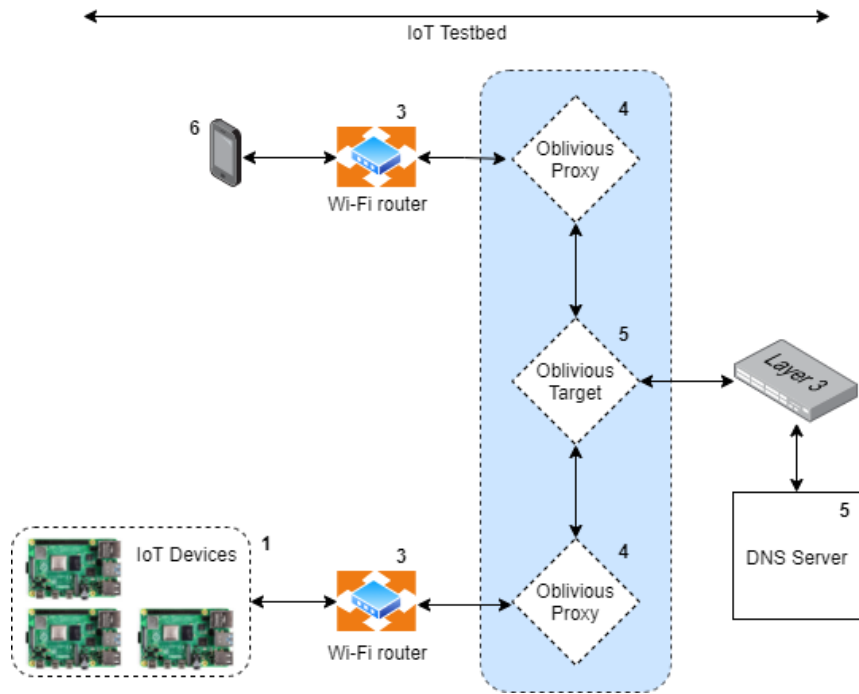 IoT Testbed
6
3
4
Oblivious
Proxy
Wi-Fi router
5
Oblivious
Target
Layer 3
5
DNS Server
1
IoT Devices
3
4
Oblivious
Proxy
Wi-Fi router